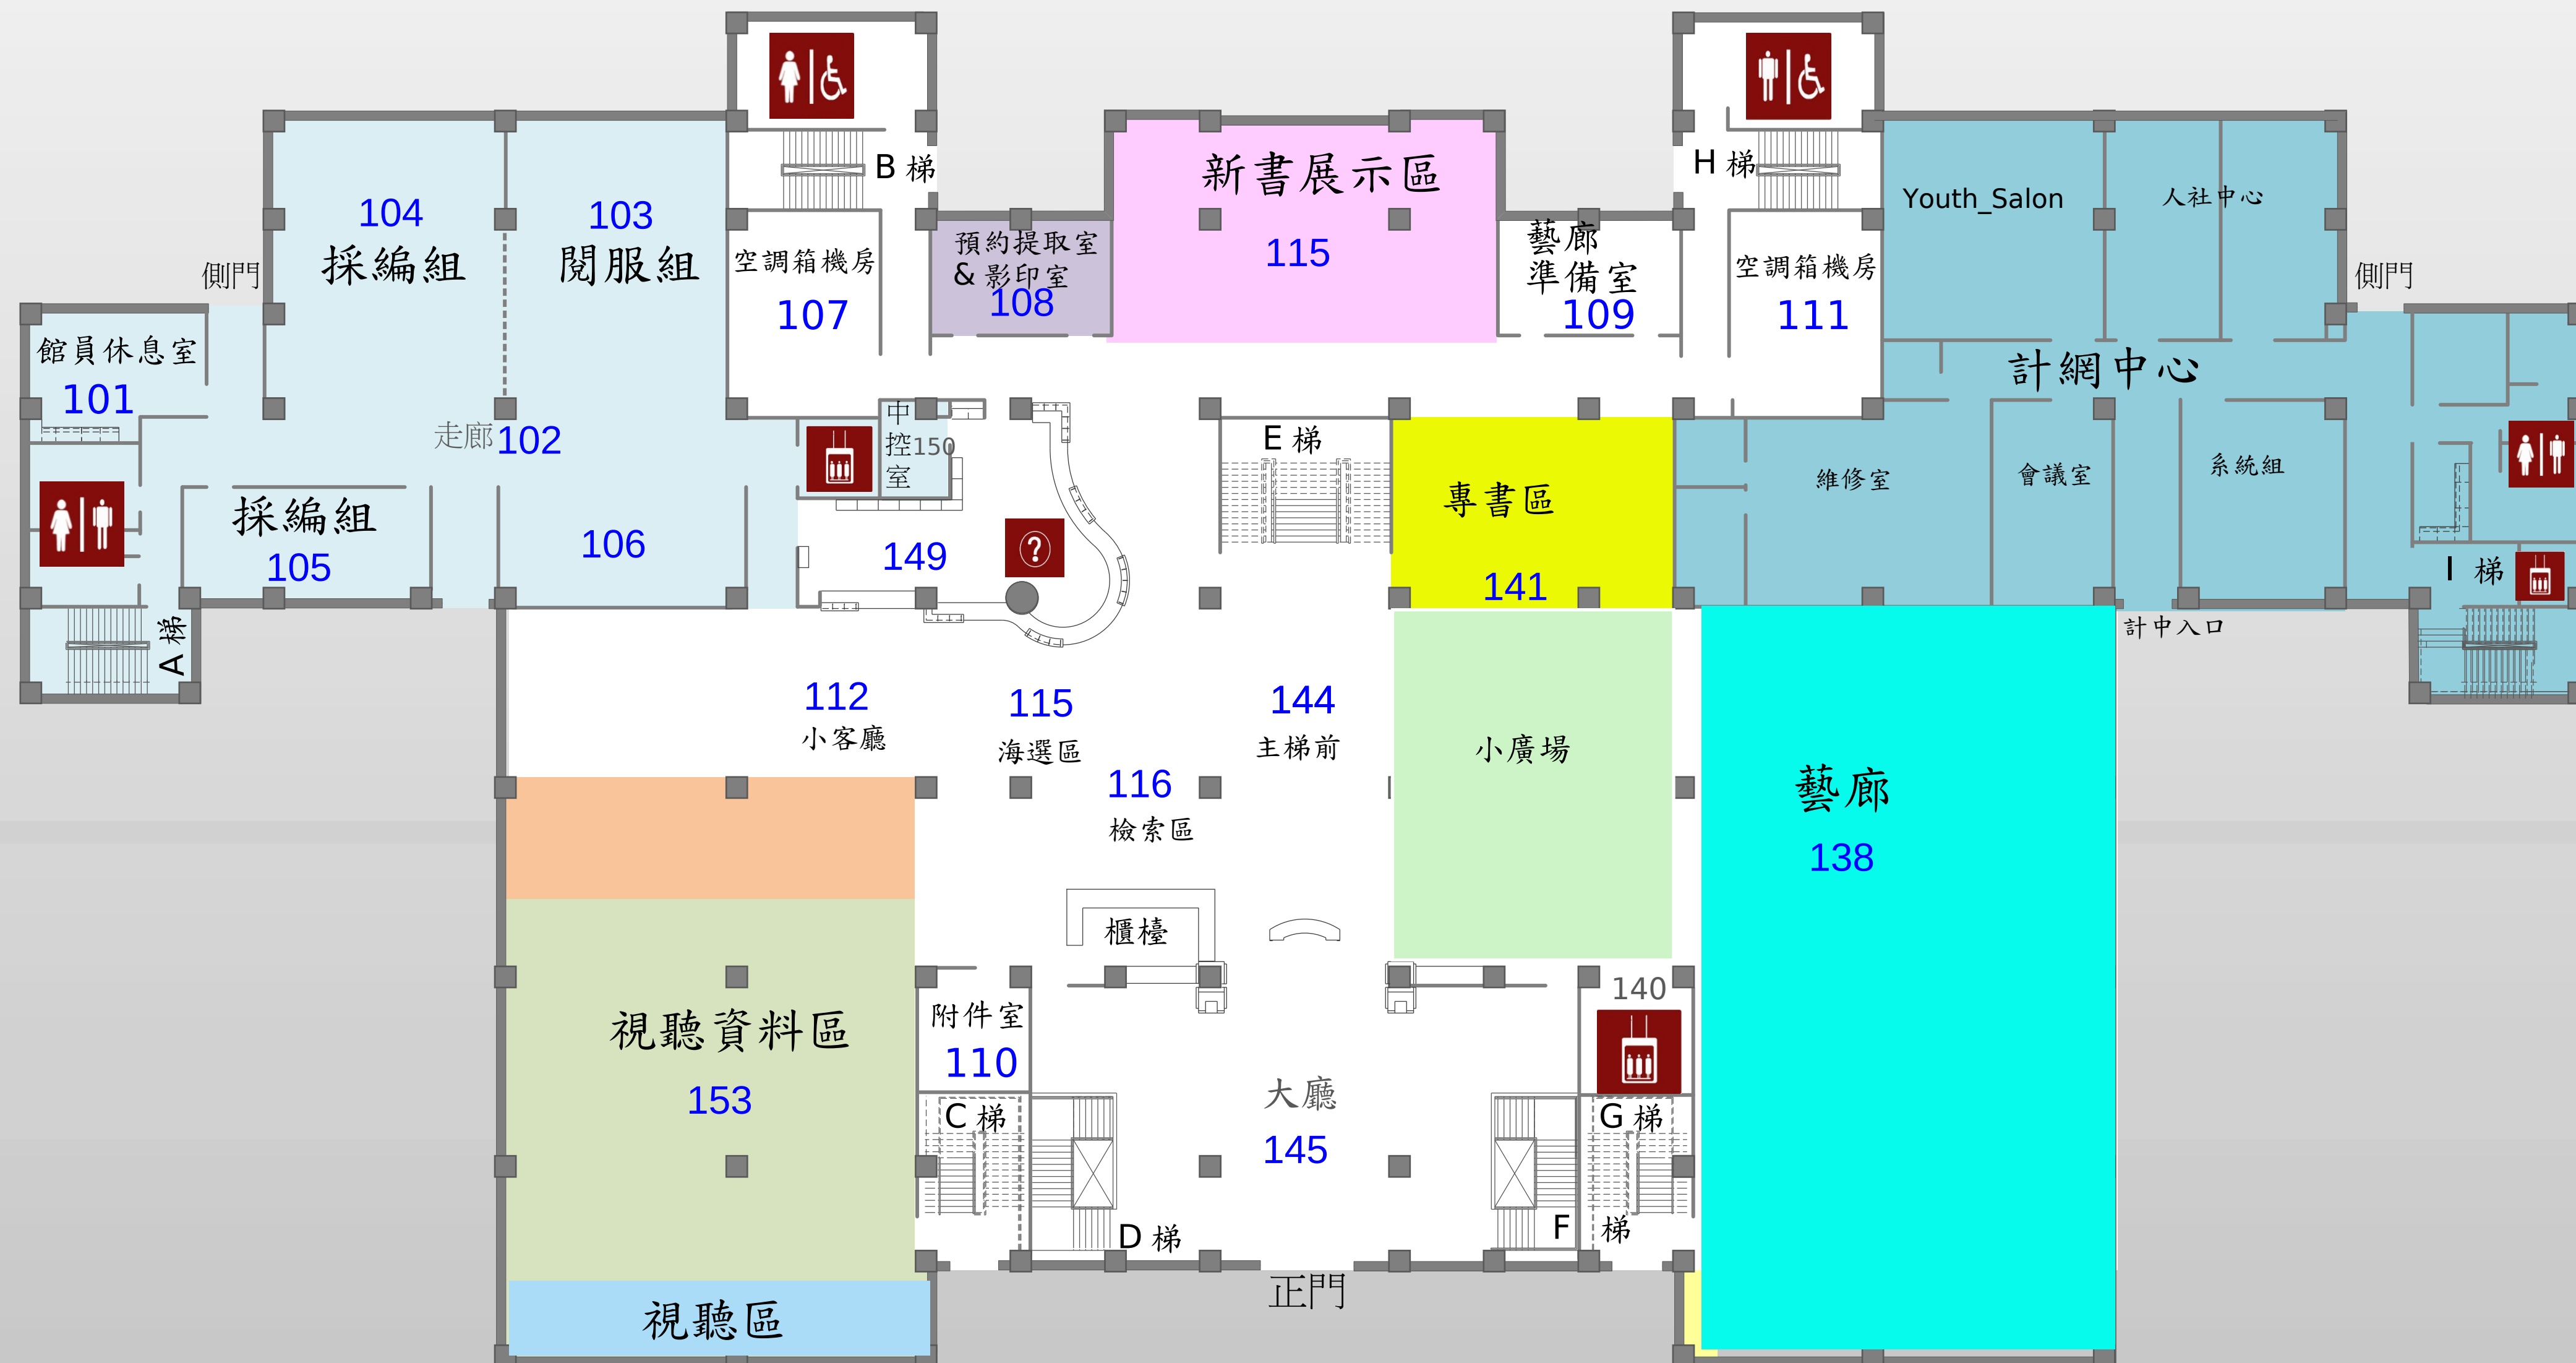 B 梯
H 梯
新書展示區
115
104
採編組
103
閱服組
側門
空調箱機房
107
預約提取室
& 影印室
108
藝廊
準備室
109
空調箱機房
111
Youth_Salon
人社中心
側門
館員休息室
101
計網中心
走廊
102
中
控
室
150
E 梯
專書區
141
維修室
會議室
系統組
採編組
105
106
149
?
I 梯
A 梯
計中入口
112
小客廳
115
海選區
144
主梯前
116
檢索區
小廣場
藝廊
138
櫃檯
附件室
110
140
視聽資料區
153
大廳
145
C 梯
G 梯
D 梯
F 梯
正門
視聽區